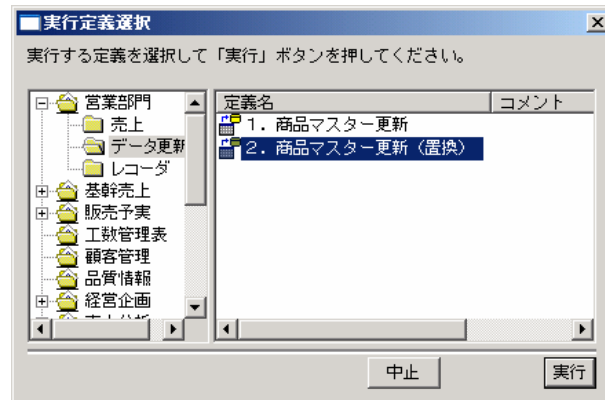 実行定義選択
実行する定義を選択して「実行」ボタンを押してください。
営業部門
売上
データ更新
レコーダ
基幹売上
販売予実
工数管理表
顧客管理
品質情報
経営企画
定義名
コメント
1．商品マスター更新
2．商品マスター更新（置換）
中止
実行